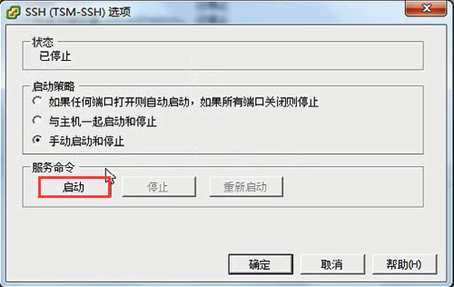 SSH (TSM-SSH) 选项
状态
已停止
启动策略
如果任何端口打开则自动启动，如果所有端口关闭则停止
与主机一起启动和停止
手动启动和停止
服务命令
启动 停止 重新启动
确定 取消 帮助(H)